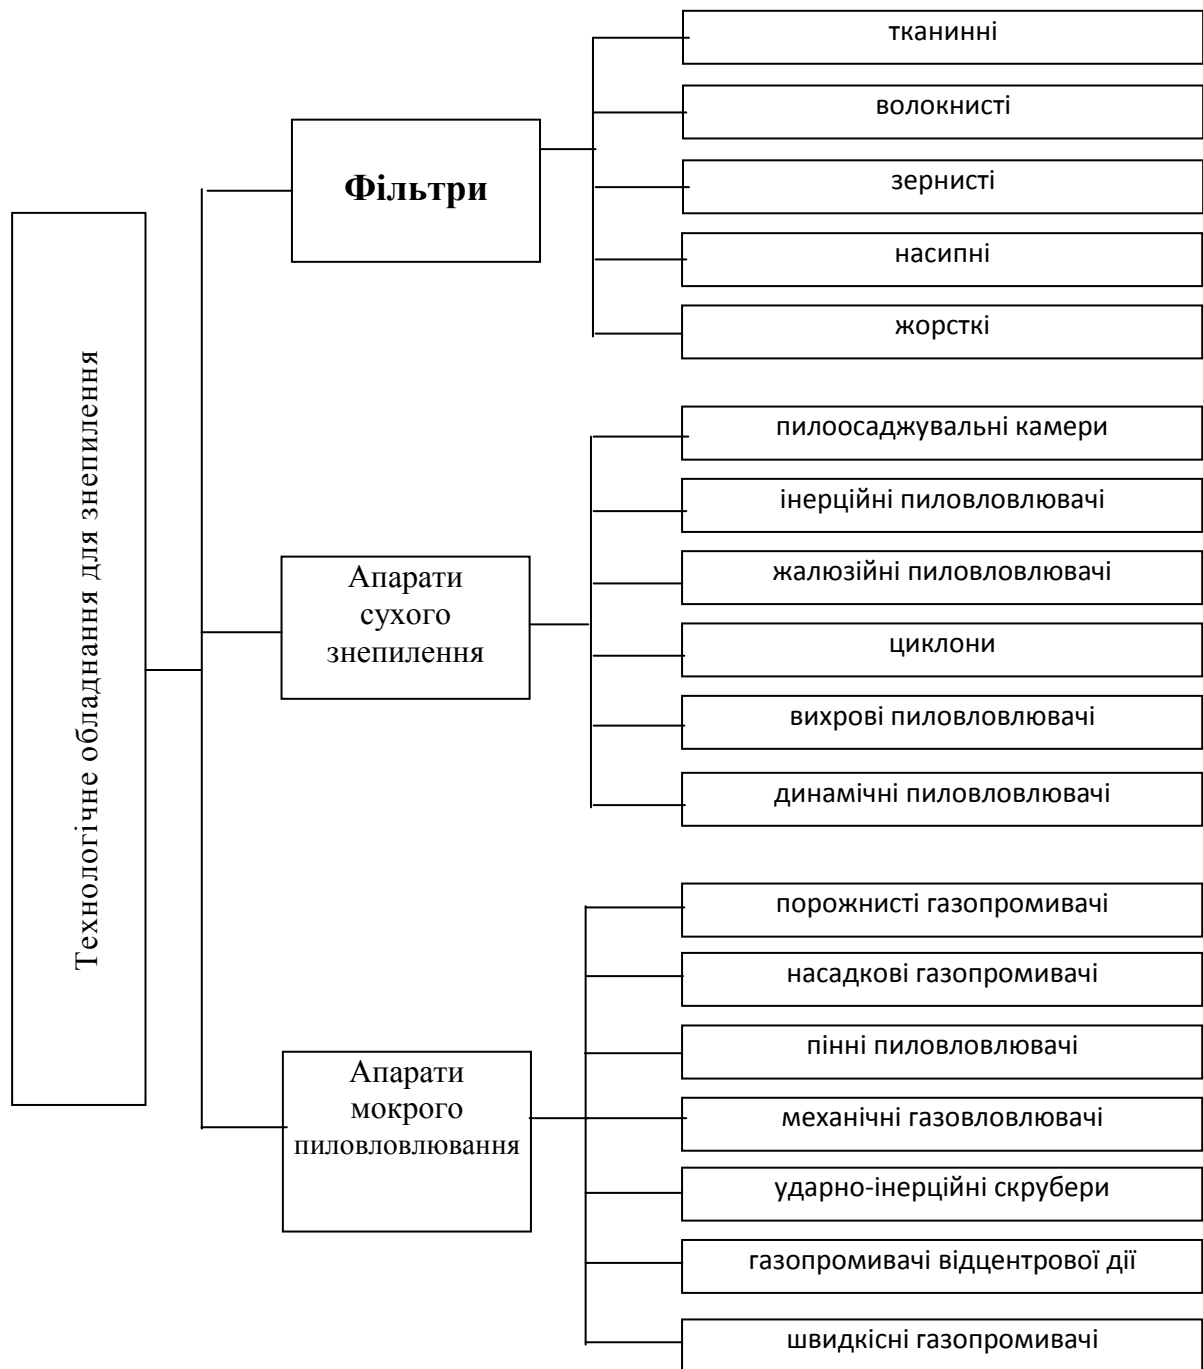 Технологічне обладнання для знепилення
Фільтри
тканинні
волокнисті
зернисті
насипні
жорсткі
Апарати
сухого
знепилення
пилоосаджувальні камери
інерційні пиловловлювачі
жалюзійні пиловловлювачі
циклони
вихрові пиловловлювачі
динамічні пиловловлювачі
Апарати
мокрого
пиловловлювання
порожнисті газопромивачі
насадкові газопромивачі
пінні пиловловлювачі
механічні газовловлювачі
ударно-інерційні скрубери
газопромивачі відцентрової дії
швидкісні газопромивачі